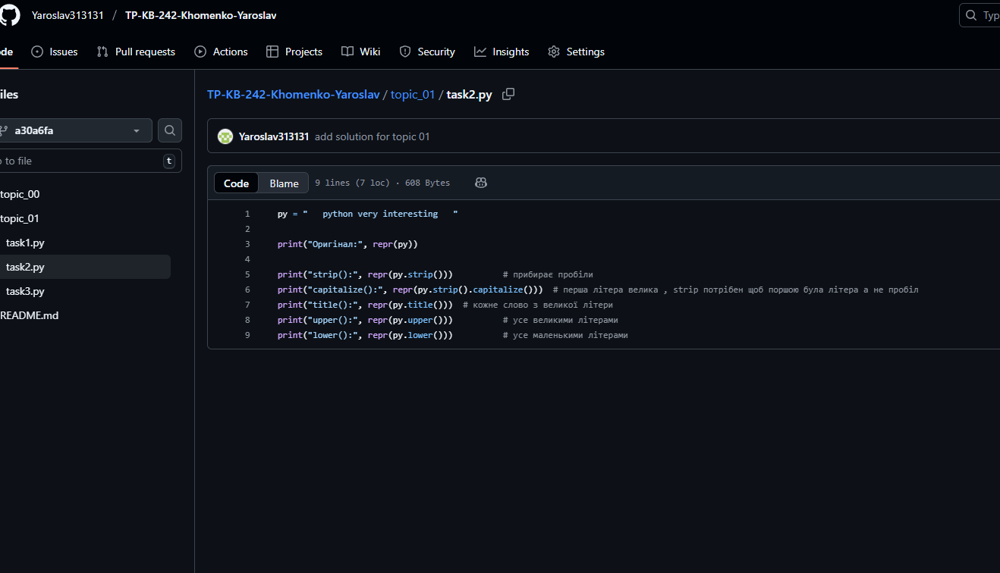 Yaroslav313131 / TP-KB-242-Khomenko-Yaroslav
Typ
de Issues Pull requests Actions Projects Wiki Security Insights Settings
iles
a30a6fa
o to file t
topic_00
topic_01
task1.py
task2.py
task3.py
README.md
TP-KB-242-Khomenko-Yaroslav / topic_01 / task2.py
Yaroslav313131 add solution for topic 01
Code Blame 9 lines (7 loc) · 608 Bytes
1 py = "   python very interesting   "
2
3 print("Оригінал:", repr(py))
4
5 print("strip():", repr(py.strip()))          # прибирає пробіли
6 print("capitalize():", repr(py.strip().capitalize()))  # перша літера велика , strip потрібен щоб поршою була літера а не пробіл
7 print("title():", repr(py.title()))  # кожне слово з великої літери
8 print("upper():", repr(py.upper()))          # усе великими літерами
9 print("lower():", repr(py.lower()))          # усе маленькими літерами